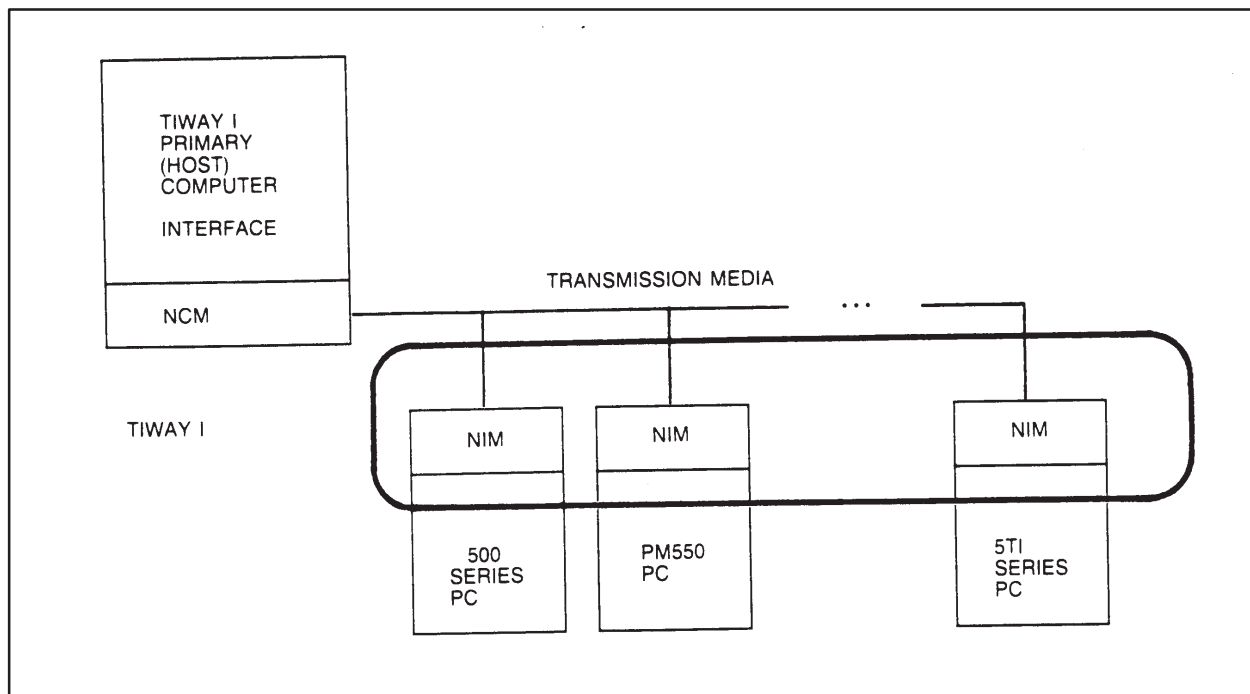 TIWAY I
PRIMARY
(HOST)
COMPUTER
INTERFACE
NCM
TRANSMISSION MEDIA
...
TIWAY I
NIM
NIM
NIM
500
SERIES
PC
PM550
PC
5TI
SERIES
PC